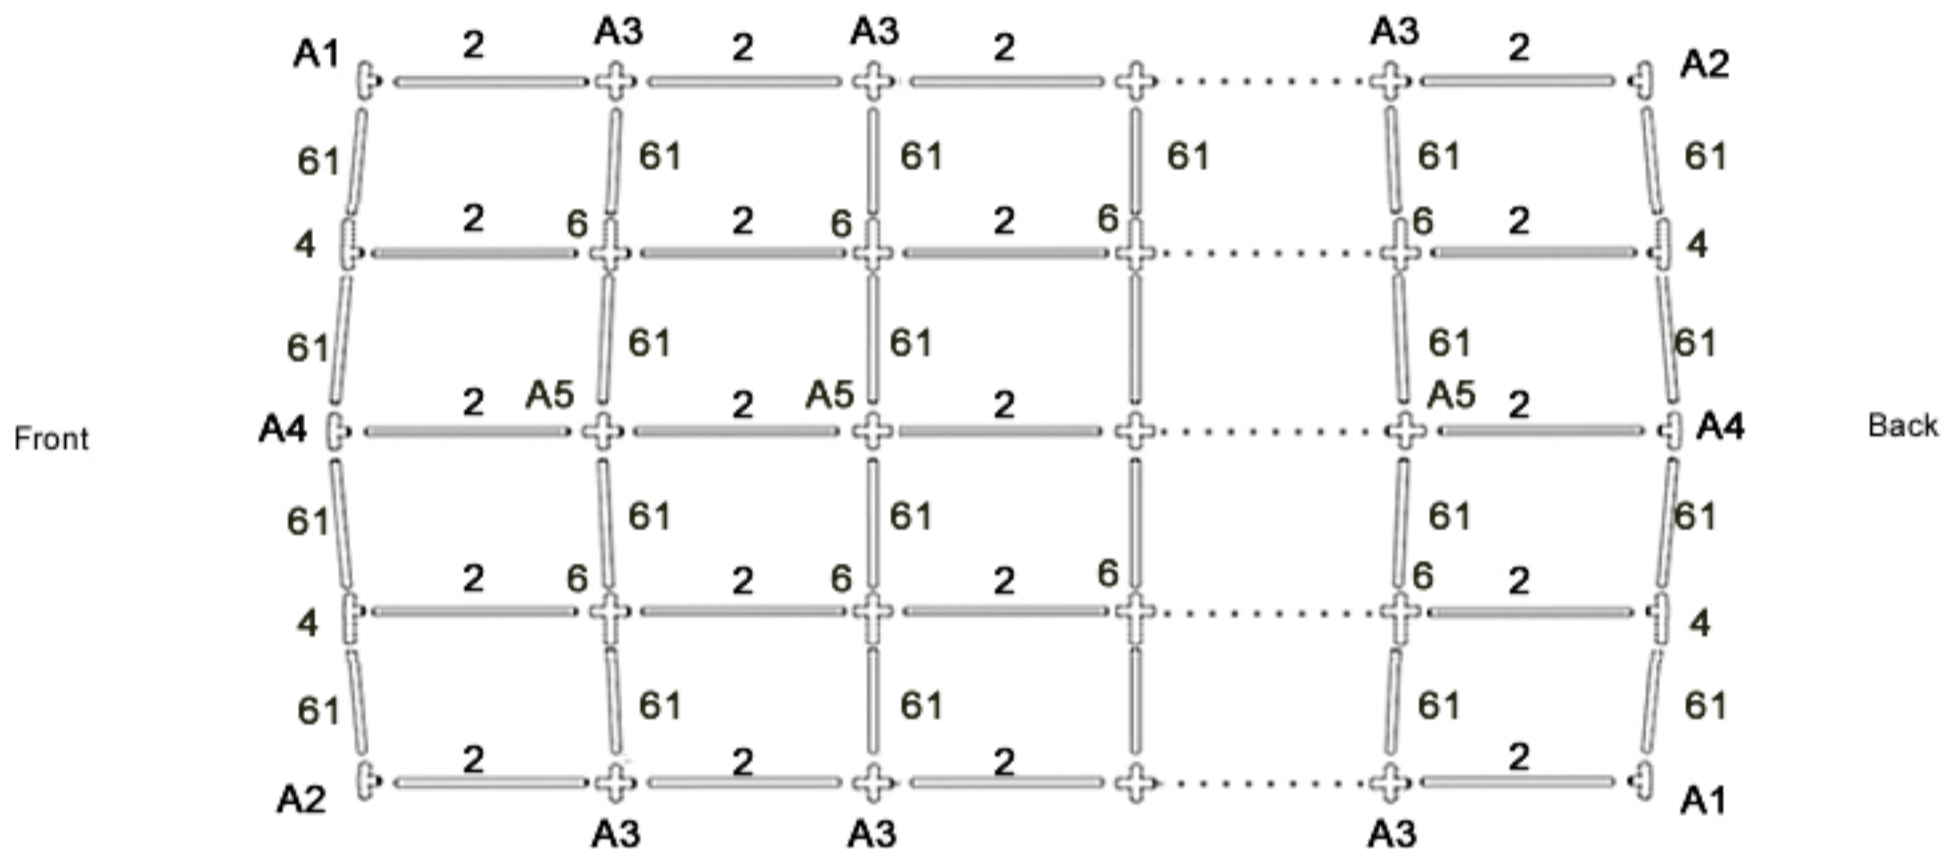 A1 2 A3 2 A3 2 A3 2 A2
61 61 61 61 61 61
4 2 6 2 6 2 6 6 2 4
61 61 61 61 61
Front A4 2 A5 2 A5 2 A5 2 A4 Back
61 61 61 61 61
4 2 6 2 6 2 6 6 2 4
61 61 61 61 61
A2 2 2 2 2 A1
A3 A3 A3